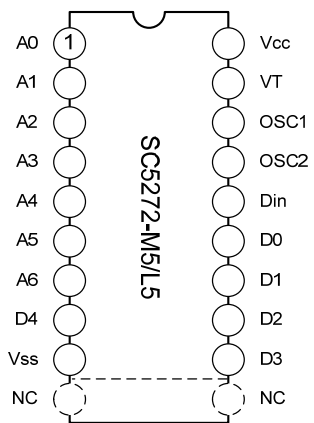 A0 1 Vcc
A1 VT
A2 OSC1
A3 OSC2
A4 Din
A5 D0
A6 D1
D4 D2
Vss D3
NC NC
SC5272-M5/L5